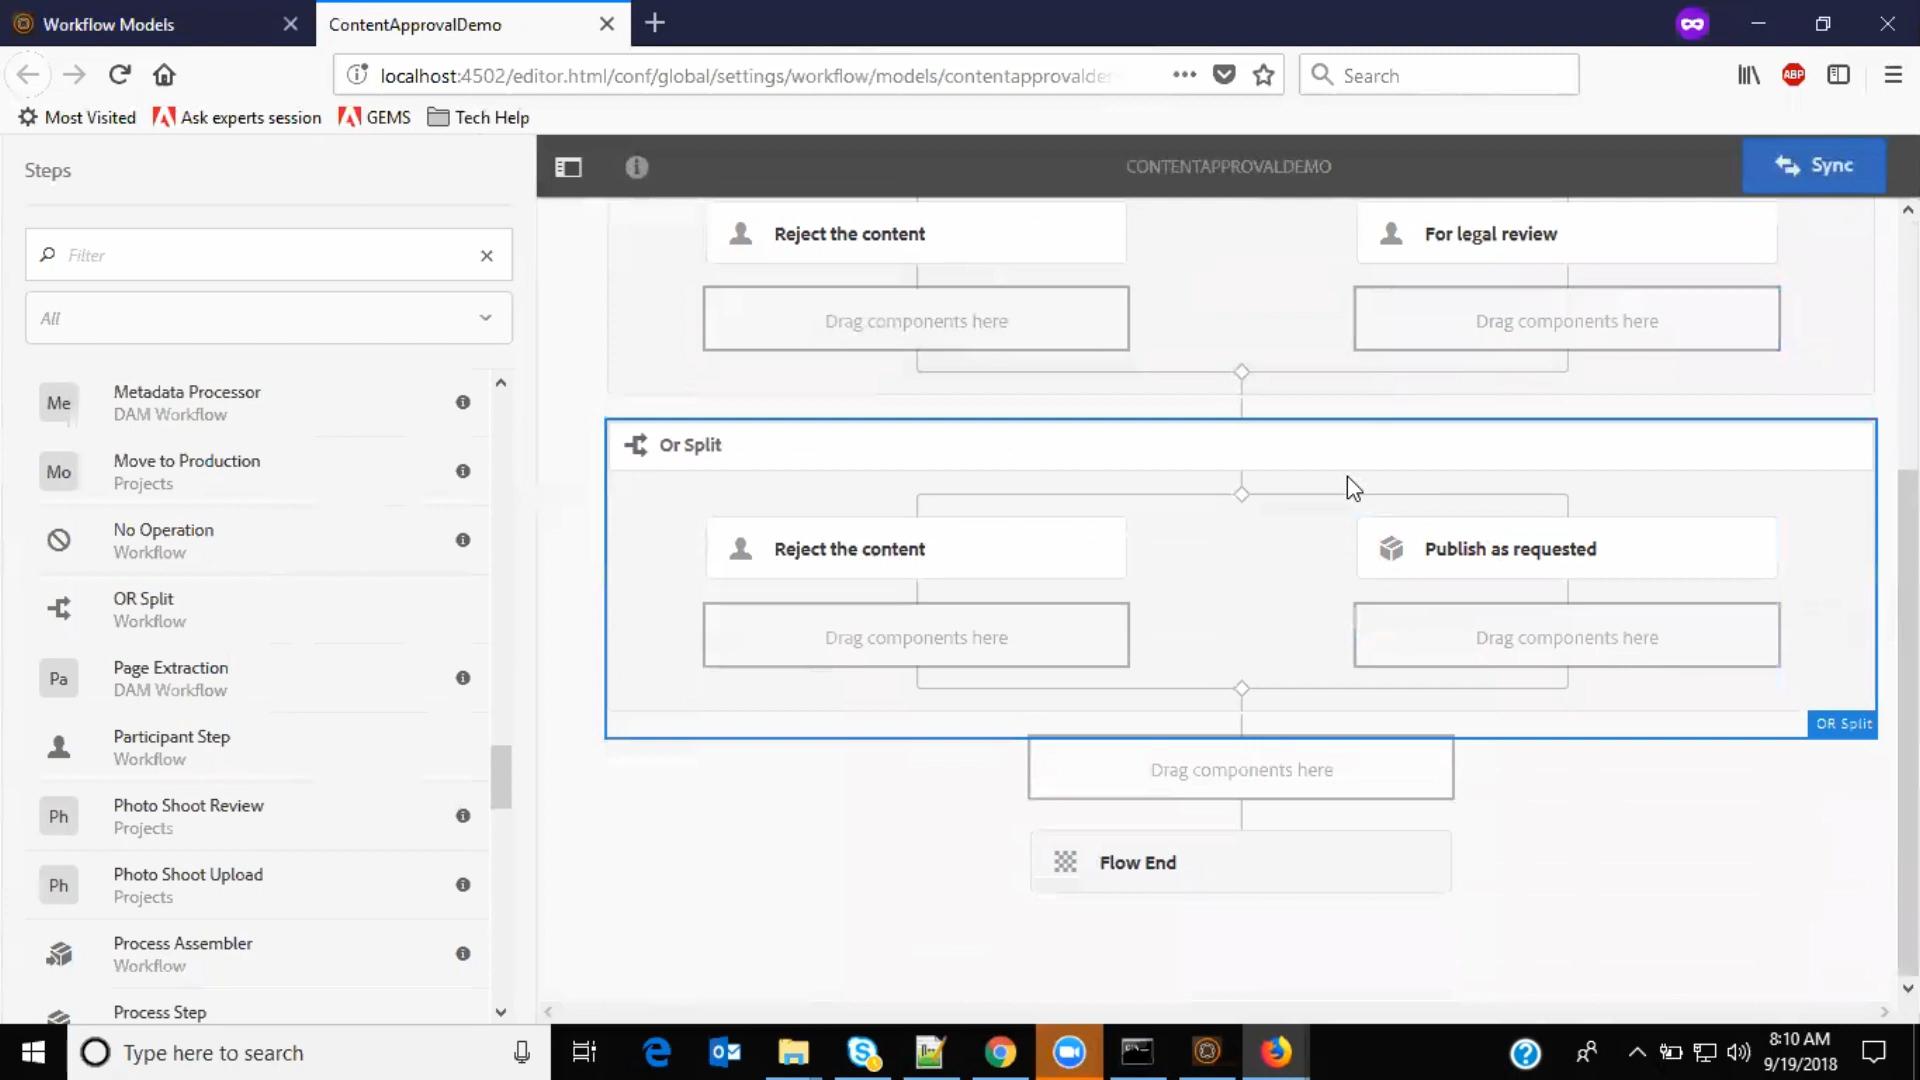 Workflow Models
ContentApprovalDemo
localhost:4502/editor.html/conf/global/settings/workflow/models/contentapprovalde
Search
ABP
Most Visited
Ask experts session
GEMS
Tech Help
Steps
CONTENTAPPROVALDEMO
Sync
Filter
All
Me
Metadata Processor
DAM Workflow
Mo
Move to Production
Projects
No Operation
Workflow
OR Split
Workflow
Pa
Page Extraction
DAM Workflow
Participant Step
Workflow
Ph
Photo Shoot Review
Projects
Ph
Photo Shoot Upload
Projects
Process Assembler
Workflow
Process Step
Reject the content
For legal review
Drag components here
Drag components here
Or Split
Reject the content
Publish as requested
Drag components here
Drag components here
OR Split
Drag components here
Flow End
Type here to search
8:10 AM
9/19/2018